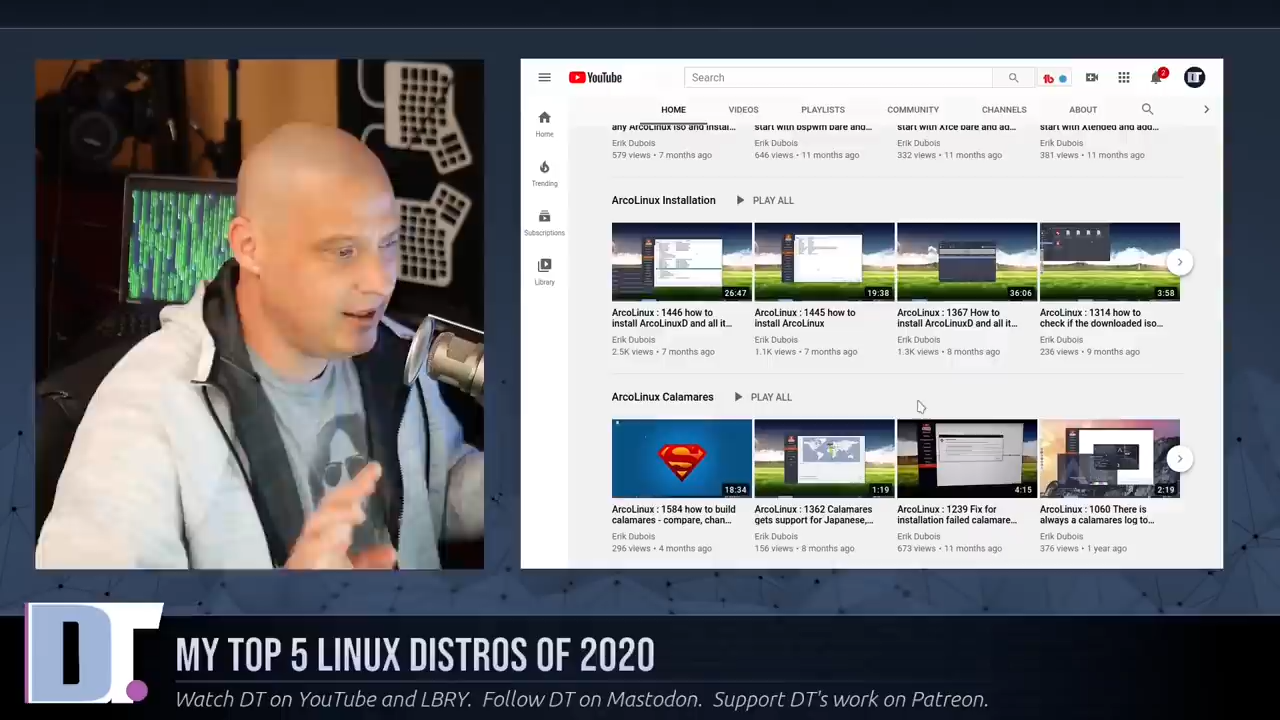 YouTube
Search
2
DT
HOME
VIDEOS
PLAYLISTS
COMMUNITY
CHANNELS
ABOUT
Home
Trending
Subscriptions
Library
any ArcoLinux iso and instal...
start with bspwm bare and...
start with Xfce bare and ad...
start with Xtended and add...
Erik Dubois
Erik Dubois
Erik Dubois
Erik Dubois
579 views • 7 months ago
646 views • 11 months ago
332 views • 11 months ago
381 views • 11 months ago
ArcoLinux Installation
PLAY ALL
26:47
19:38
36:06
3:58
ArcoLinux : 1446 how to
install ArcoLinuxD and all it...
Erik Dubois
2.5K views • 7 months ago
ArcoLinux : 1445 how to
install ArcoLinux
Erik Dubois
1.1K views • 7 months ago
ArcoLinux : 1367 How to
install ArcoLinuxD and all it...
Erik Dubois
1.3K views • 8 months ago
ArcoLinux : 1314 how to
check if the downloaded iso...
Erik Dubois
236 views • 9 months ago
ArcoLinux Calamares
PLAY ALL
18:34
1:19
4:15
2:19
ArcoLinux : 1584 how to build
calamares - compare, chan...
Erik Dubois
296 views • 4 months ago
ArcoLinux : 1362 Calamares
gets support for Japanese,...
Erik Dubois
156 views • 8 months ago
ArcoLinux : 1239 Fix for
installation failed calamare...
Erik Dubois
673 views • 11 months ago
ArcoLinux : 1060 There is
always a calamares log to...
Erik Dubois
376 views • 1 year ago
DT.
MY TOP 5 LINUX DISTROS OF 2020
Watch DT on YouTube and LBRY. Follow DT on Mastodon. Support DT's work on Patreon.